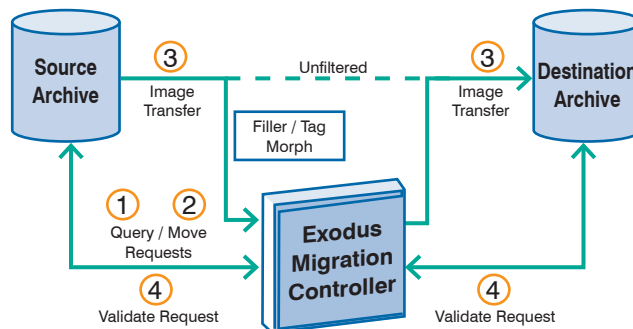 3
3
Source
Archive
Unfiltered
Destination
Archive
Image
Transfer
Image
Transfer
Filler / Tag
Morph
1
2
Query / Move
Requests
Exodus
Migration
Controller
4
Validate Request
4
Validate Request